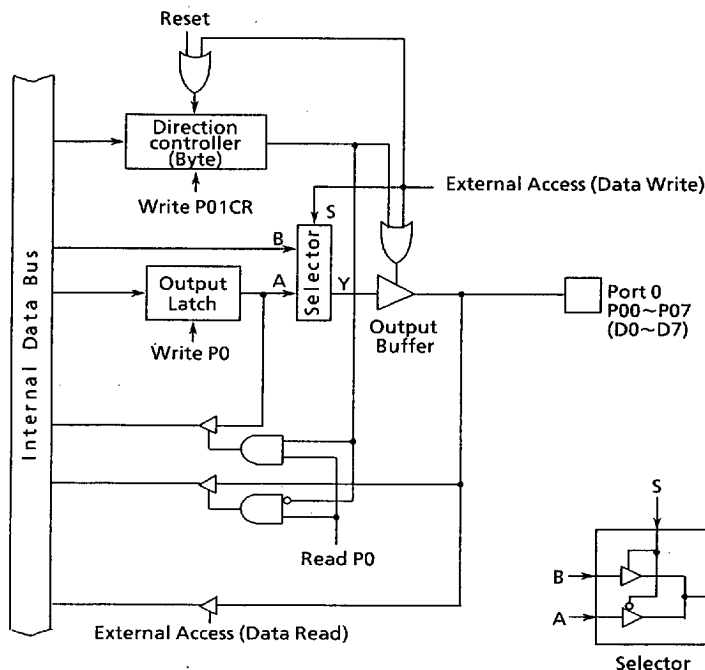 Reset
Direction
controller
(Byte)
Write P01CR
External Access (Data Write)
S
B
A
Y
Selector
Output
Latch
Write P0
Output
Buffer
Port 0
P00~P07
(D0~D7)
Internal Data Bus
Read P0
External Access (Data Read)
S
B
A
Selector